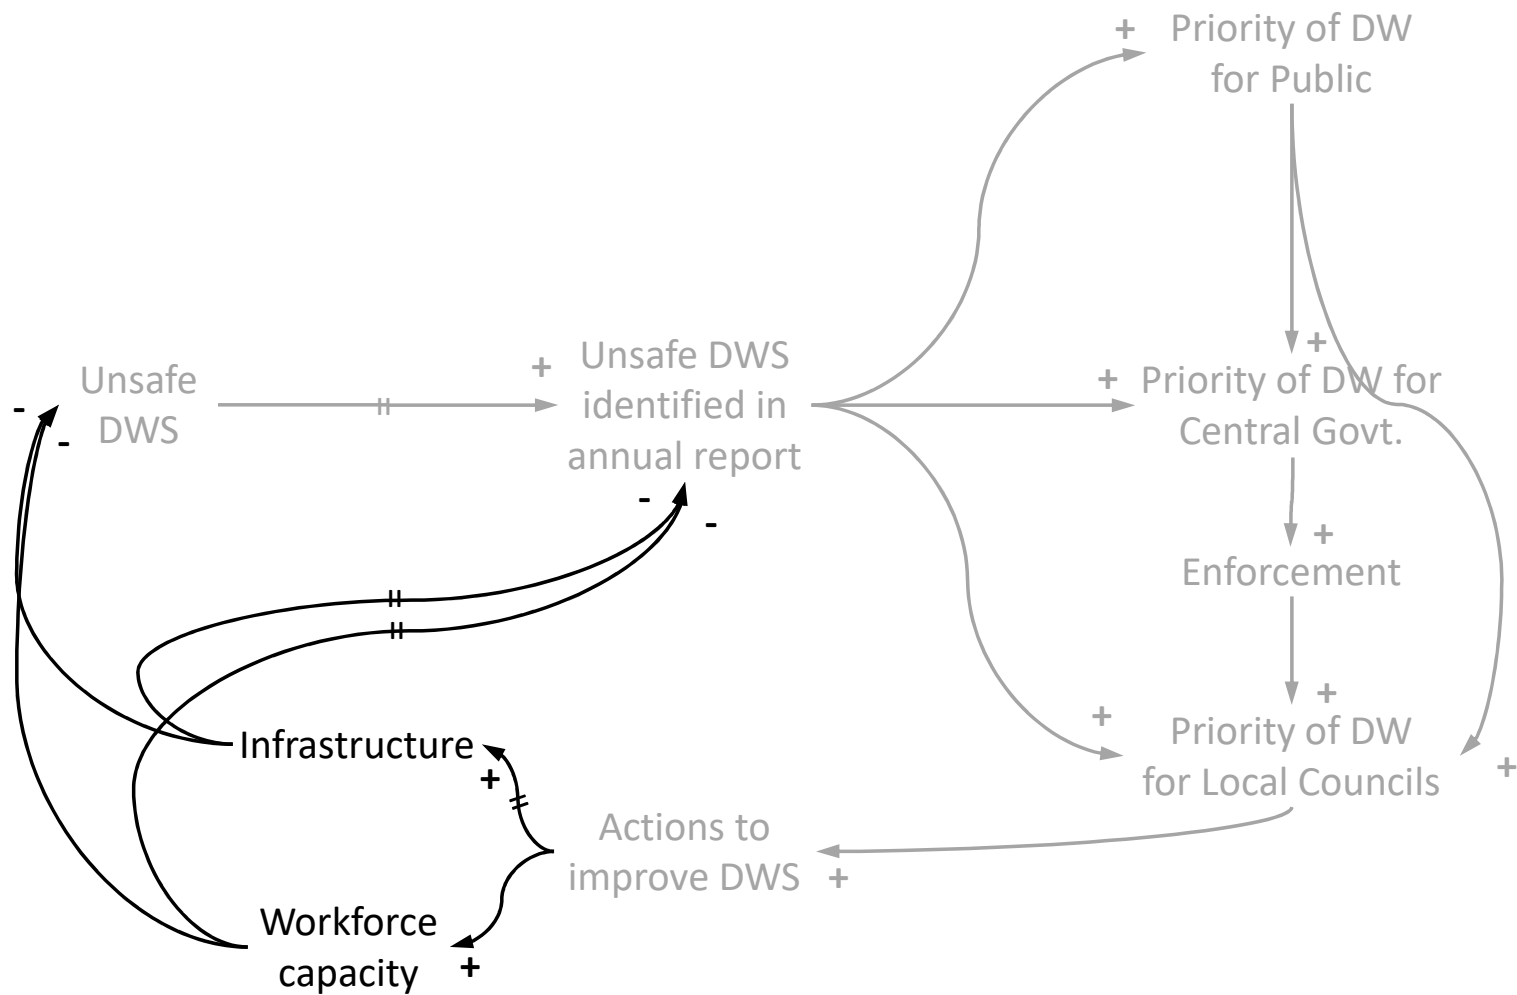 +
Priority of DW
for Public
+
Unsafe
DWS
-
-
+
Unsafe DWS
identified in
annual report
-
-
+
Priority of DW for
Central Govt.
+
Enforcement
+
+
Priority of DW
for Local Councils
+
Infrastructure
+
Actions to
improve DWS
+
Workforce
capacity
+